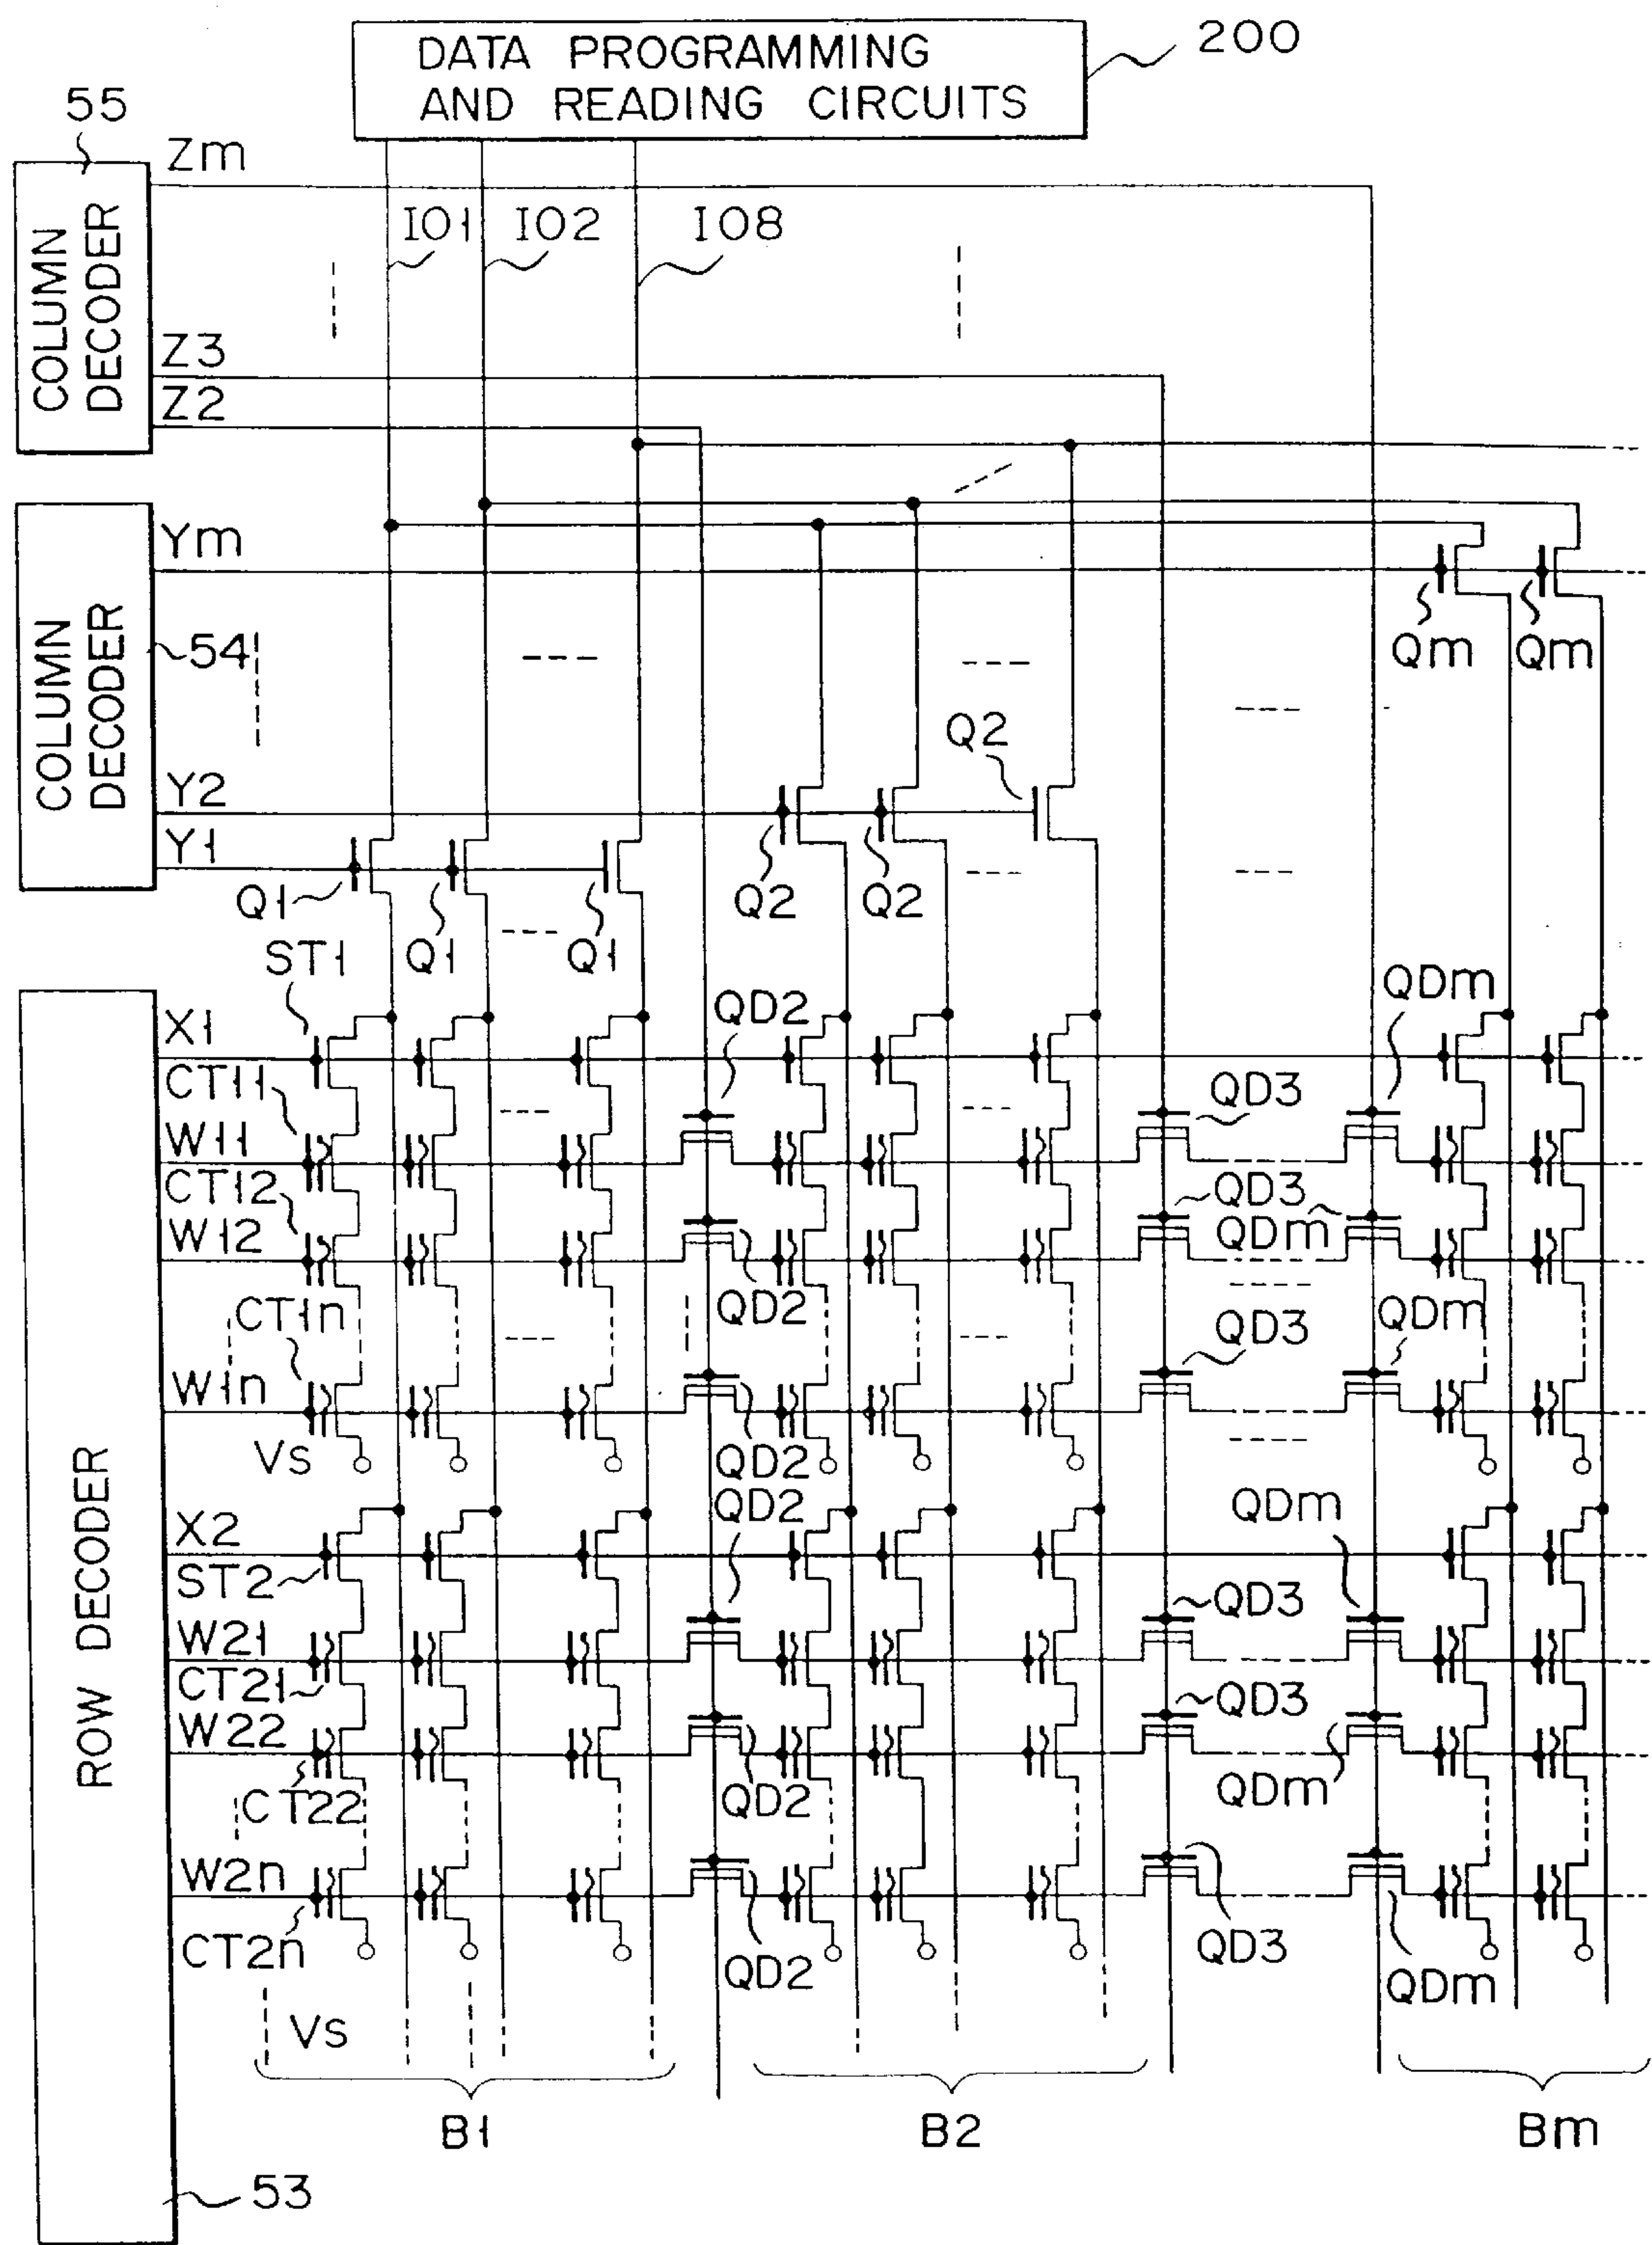 DATA PROGRAMMING
AND READING CIRCUITS
200
55
Zm
COLUMN
DECODER
IO1
IO2
IO8
Z3
Z2
Ym
COLUMN
DECODER
54
Qm
Qm
Q2
Y2
Y1
Q1
Q1
Q1
Q2
Q2
ST1
X1
QD2
QDm
CT11
QD3
W11
CT12
QD3
QDm
W12
QD2
CT1n
QD3
QDm
W1n
Vs
QD2
ROW DECODER
X2
QD2
QDm
ST2
QD3
W21
CT21
QD3
W22
CT22
QD2
QDm
W2n
CT2n
QD2
QD3
QDm
Vs
B1
B2
Bm
53